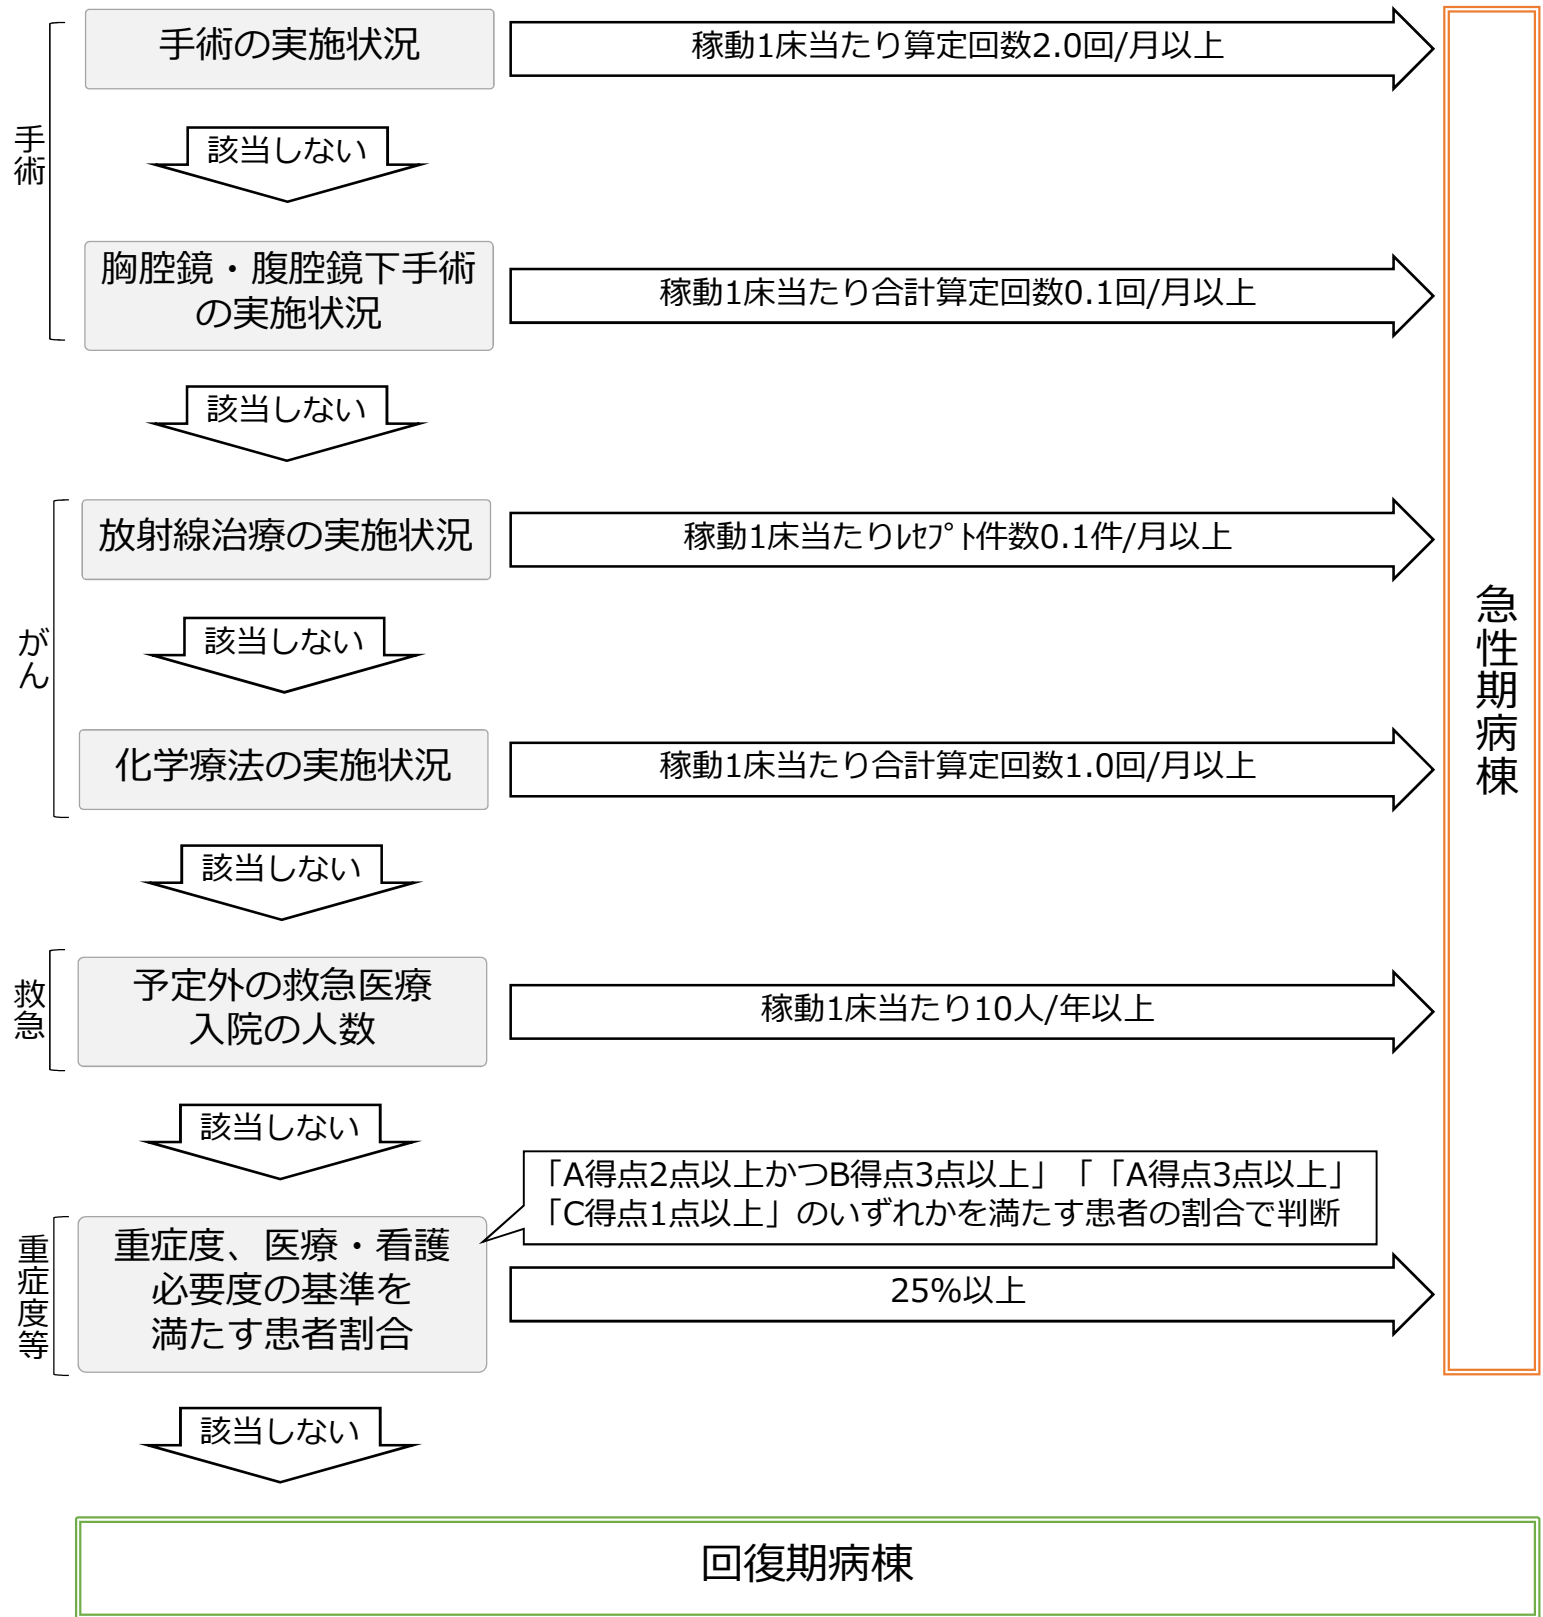 手術
手術の実施状況
稼動1床当たり算定回数2.0回/月以上
該当しない
胸腔鏡・腹腔鏡下手術
の実施状況
稼動1床当たり合計算定回数0.1回/月以上
該当しない
がん
放射線治療の実施状況
稼動1床当たりﾚｾﾌﾟﾄ件数0.1件/月以上
該当しない
化学療法の実施状況
稼動1床当たり合計算定回数1.0回/月以上
該当しない
救急
予定外の救急医療
入院の人数
稼動1床当たり10人/年以上
該当しない
「A得点2点以上かつB得点3点以上」「「A得点3点以上」
「C得点1点以上」のいずれかを満たす患者の割合で判断
重症度等
重症度、医療・看護
必要度の基準を
満たす患者割合
25%以上
急性期病棟
該当しない
回復期病棟